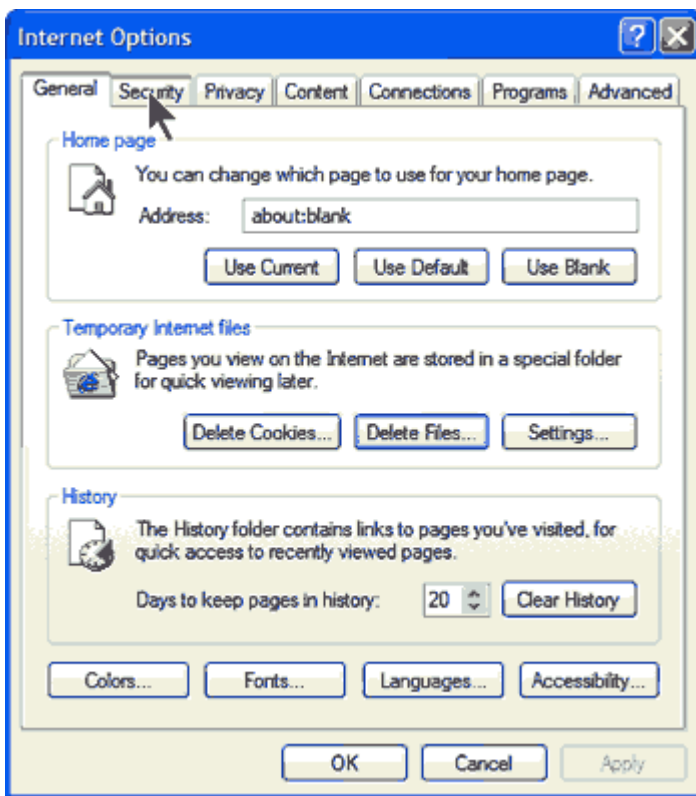 Internet Options
General Security Privacy Content Connections Programs Advanced
Home page
You can change which page to use for your home page.
Address: about:blank
Use Current Use Default Use Blank
Temporary Internet files
Pages you view on the Internet are stored in a special folder
for quick viewing later.
Delete Cookies... Delete Files... Settings...
History
The History folder contains links to pages you've visited, for
quick access to recently viewed pages.
Days to keep pages in history: 20 Clear History
Colors... Fonts... Languages... Accessibility...
OK Cancel Apply